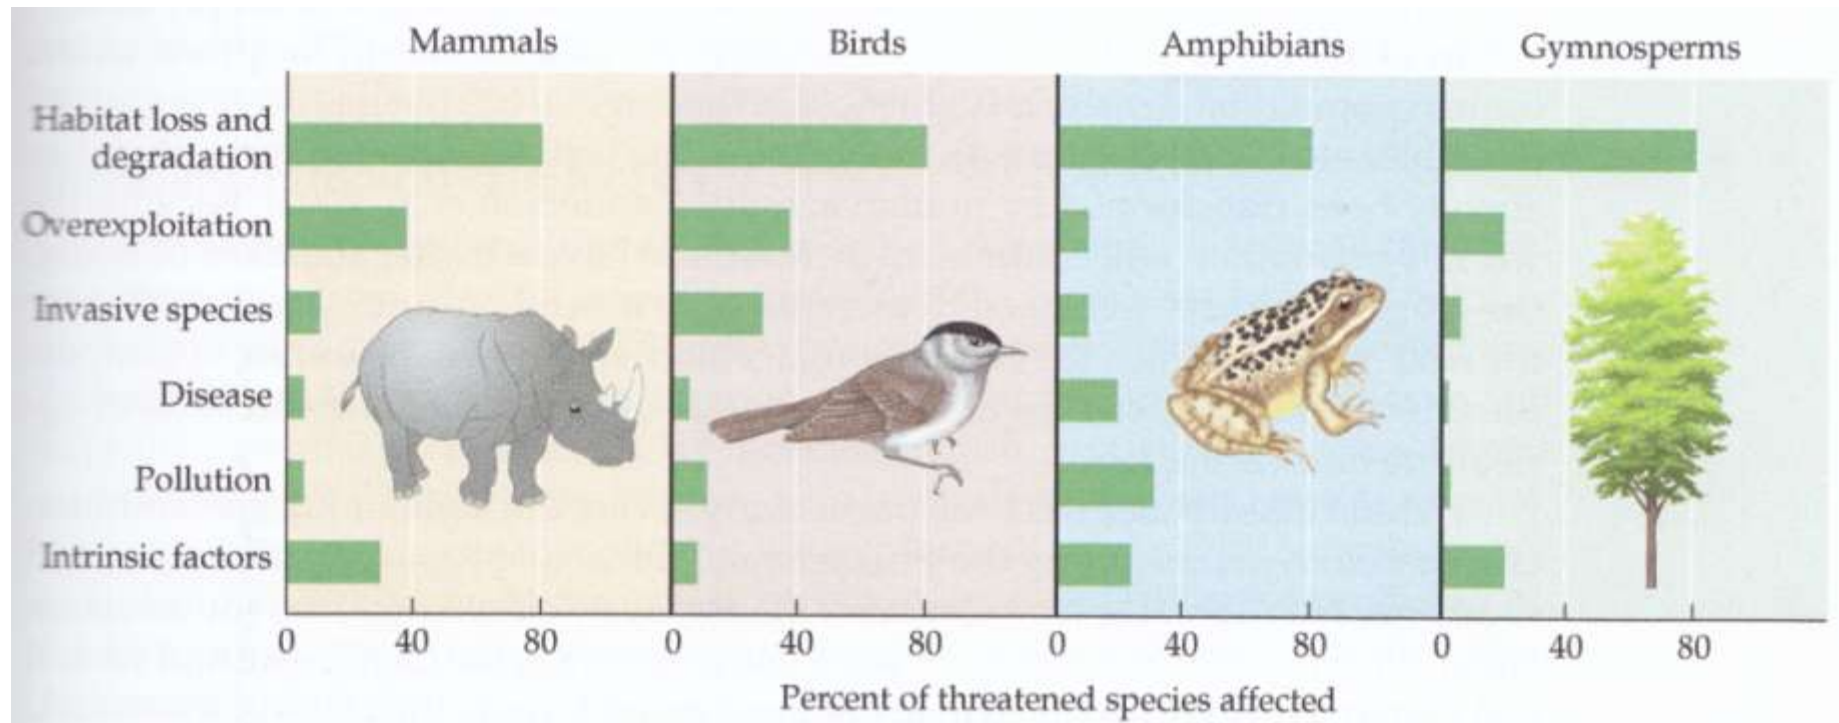 Mammals
Birds
Amphibians
Gymnosperms
Habitat loss and
degradation
Overexploitation
Invasive species
Disease
Pollution
Intrinsic factors
0 40 80 0 40 80 0 40 80 0 40 80
Percent of threatened species affected